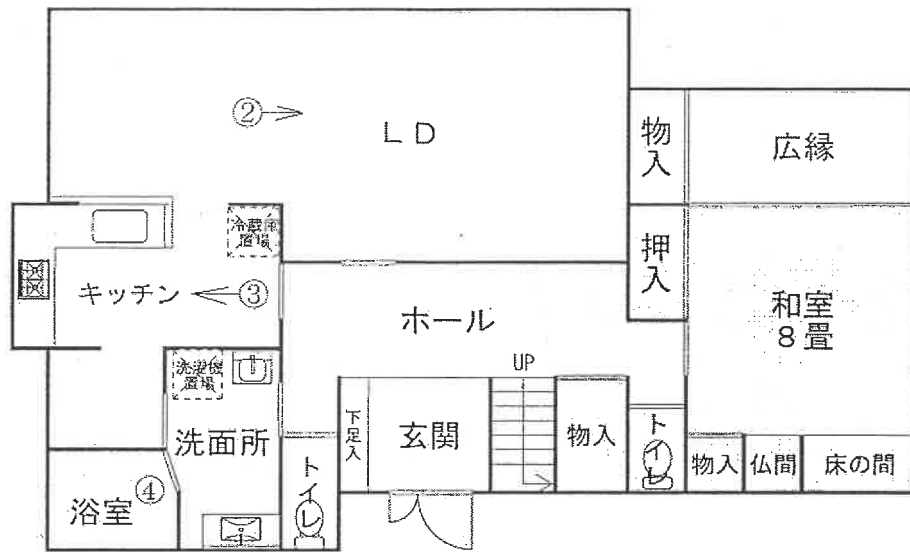 ②
LD
物入
広縁
冷蔵庫
置場
押入
キッチン
③
ホール
和室
8畳
洗濯機
置場
UP
下足入
玄関
物入
トイレ
洗面所
トイレ
物入
仏間
床の間
浴室
④